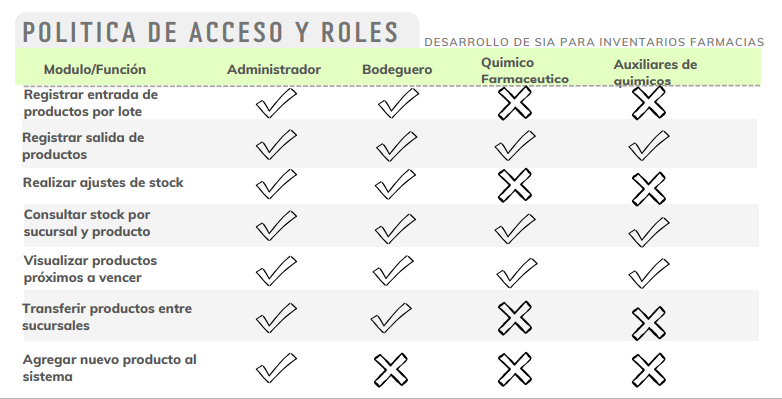 POLITICA DE ACCESO Y ROLES
DESARROLLO DE SIA PARA INVENTARIOS FARMACIAS
Modulo/Función Administrador Bodeguero Quimico Farmaceutico Auxiliares de quimicos
Registrar entrada de
productos por lote
Registrar salida de
productos
Realizar ajustes de stock
Consultar stock por
sucursal y producto
Visualizar productos
próximos a vencer
Transferir productos entre
sucursales
Agregar nuevo producto al
sistema